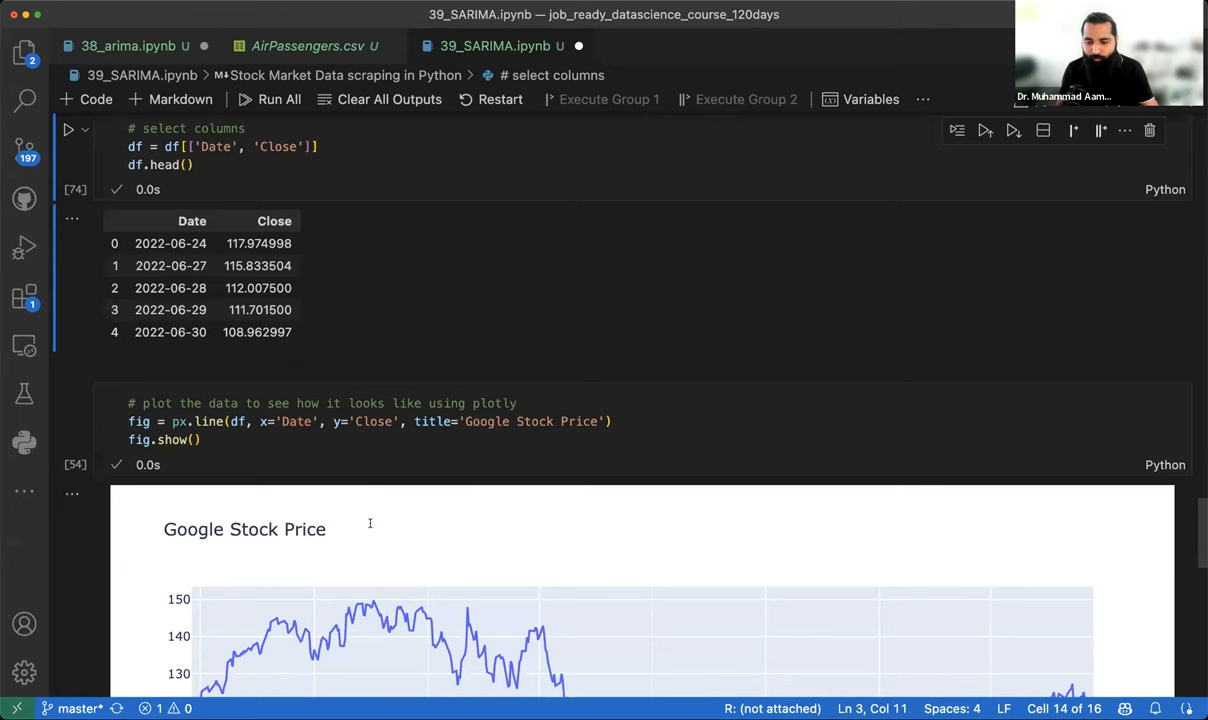 39_SARIMA.ipynb — job_ready_datascience_course_120days
38_arima.ipynb U
AirPassengers.csv U
39_SARIMA.ipynb U
39_SARIMA.ipynb > M↓Stock Market Data scraping in Python > # select columns
+ Code + Markdown Run All Clear All Outputs Restart Execute Group 1 Execute Group 2 Variables ...
Dr. Muhammad Aam...
# select columns
df = df[['Date', 'Close']]
df.head()
[74] ✓ 0.0s Python
Date Close
0 2022-06-24 117.974998
1 2022-06-27 115.833504
2 2022-06-28 112.007500
3 2022-06-29 111.701500
4 2022-06-30 108.962997
# plot the data to see how it looks like using plotly
fig = px.line(df, x='Date', y='Close', title='Google Stock Price')
fig.show()
[54] ✓ 0.0s Python
Google Stock Price
150
140
130
2
197
1
master* 1 0 R: (not attached) Ln 3, Col 11 Spaces: 4 LF Cell 14 of 16